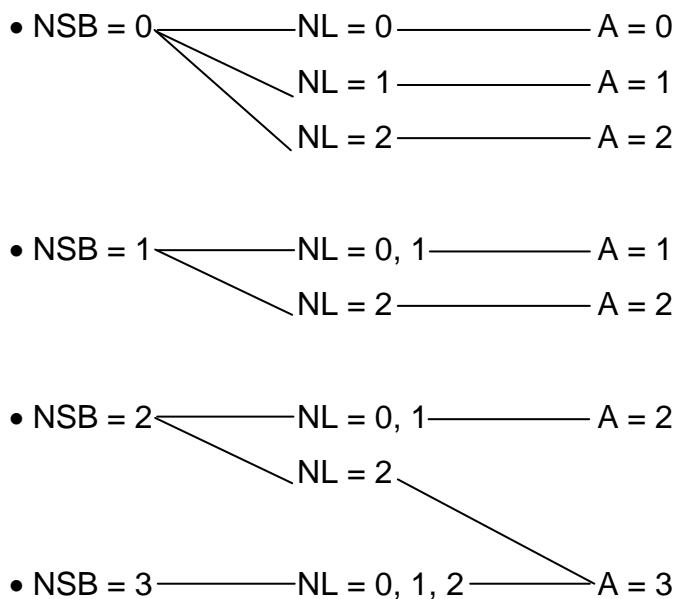 • NSB = 0 NL = 0 A = 0
NL = 1 A = 1
NL = 2 A = 2
• NSB = 1 NL = 0, 1 A = 1
NL = 2 A = 2
• NSB = 2 NL = 0, 1 A = 2
NL = 2
• NSB = 3 NL = 0, 1, 2 A = 3